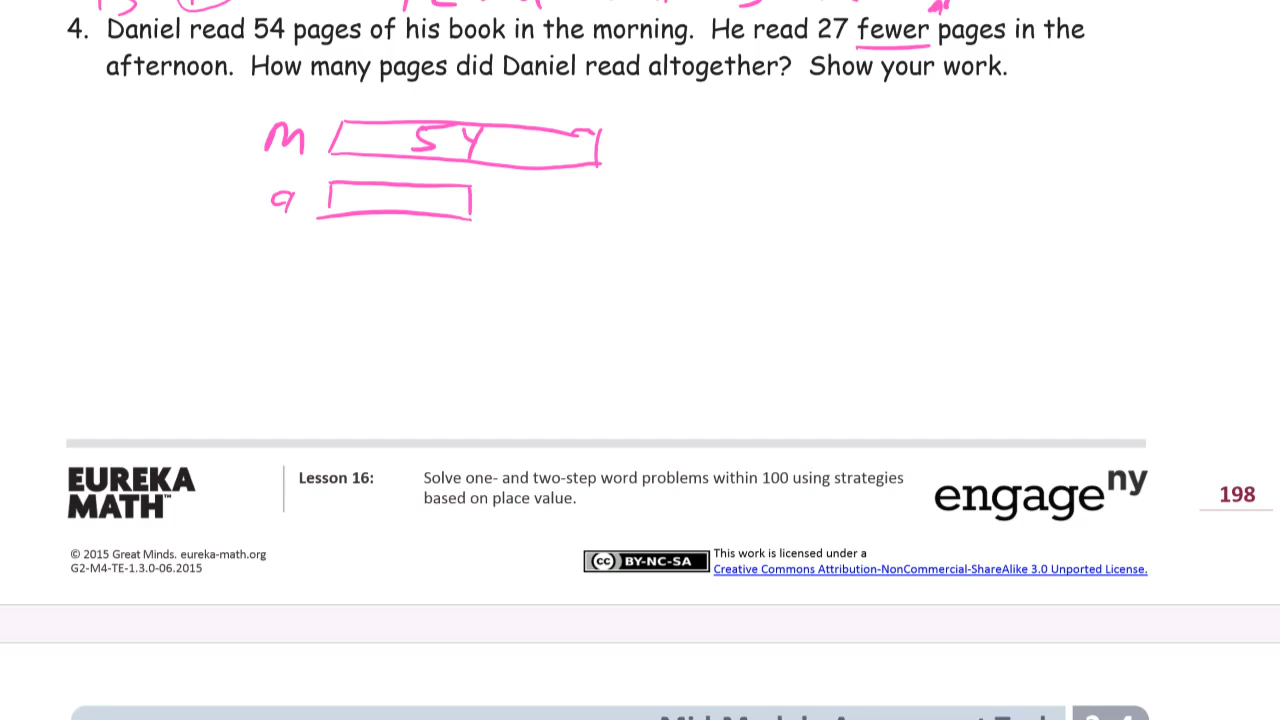 4. Daniel read 54 pages of his book in the morning. He read 27 fewer pages in the
afternoon. How many pages did Daniel read altogether? Show your work.
M 54
a
EUREKA
MATH™
Lesson 16:
Solve one- and two-step word problems within 100 using strategies
based on place value.
engage ny
198
© 2015 Great Minds. eureka-math.org
G2-M4-TE-1.3.0-06.2015
cc BY-NC-SA
This work is licensed under a
Creative Commons Attribution-NonCommercial-ShareAlike 3.0 Unported License.